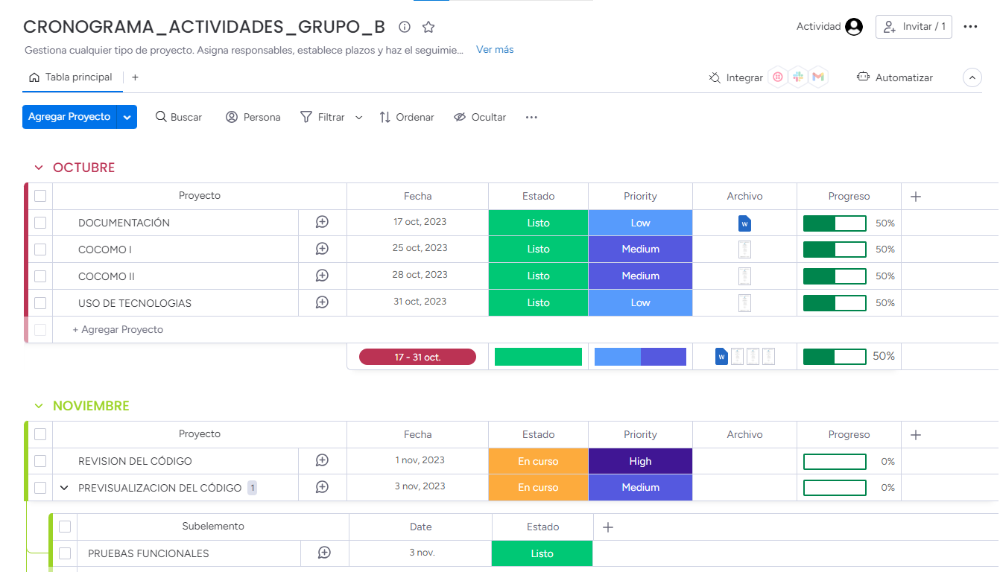 CRONOGRAMA_ACTIVIDADES_GRUPO_B
Actividad
Invitar / 1
Gestiona cualquier tipo de proyecto. Asigna responsables, establece plazos y haz el seguimie... Ver más
Tabla principal +
Integrar
Automatizar
Agregar Proyecto
Buscar
Persona
Filtrar
Ordenar
Ocultar
OCTUBRE
Proyecto Fecha Estado Priority Archivo Progreso +
DOCUMENTACIÓN 17 oct, 2023 Listo Low w 50%
COCOMO I 25 oct, 2023 Listo Medium 50%
COCOMO II 28 oct, 2023 Listo Medium 50%
USO DE TECNOLOGIAS 31 oct, 2023 Listo Low 50%
+ Agregar Proyecto
17 - 31 oct. w 50%
NOVIEMBRE
Proyecto Fecha Estado Priority Archivo Progreso +
REVISION DEL CÓDIGO 1 nov, 2023 En curso High 0%
PREVISUALIZACION DEL CÓDIGO 1 3 nov, 2023 En curso Medium 0%
Subelemento Date Estado +
PRUEBAS FUNCIONALES 3 nov. Listo